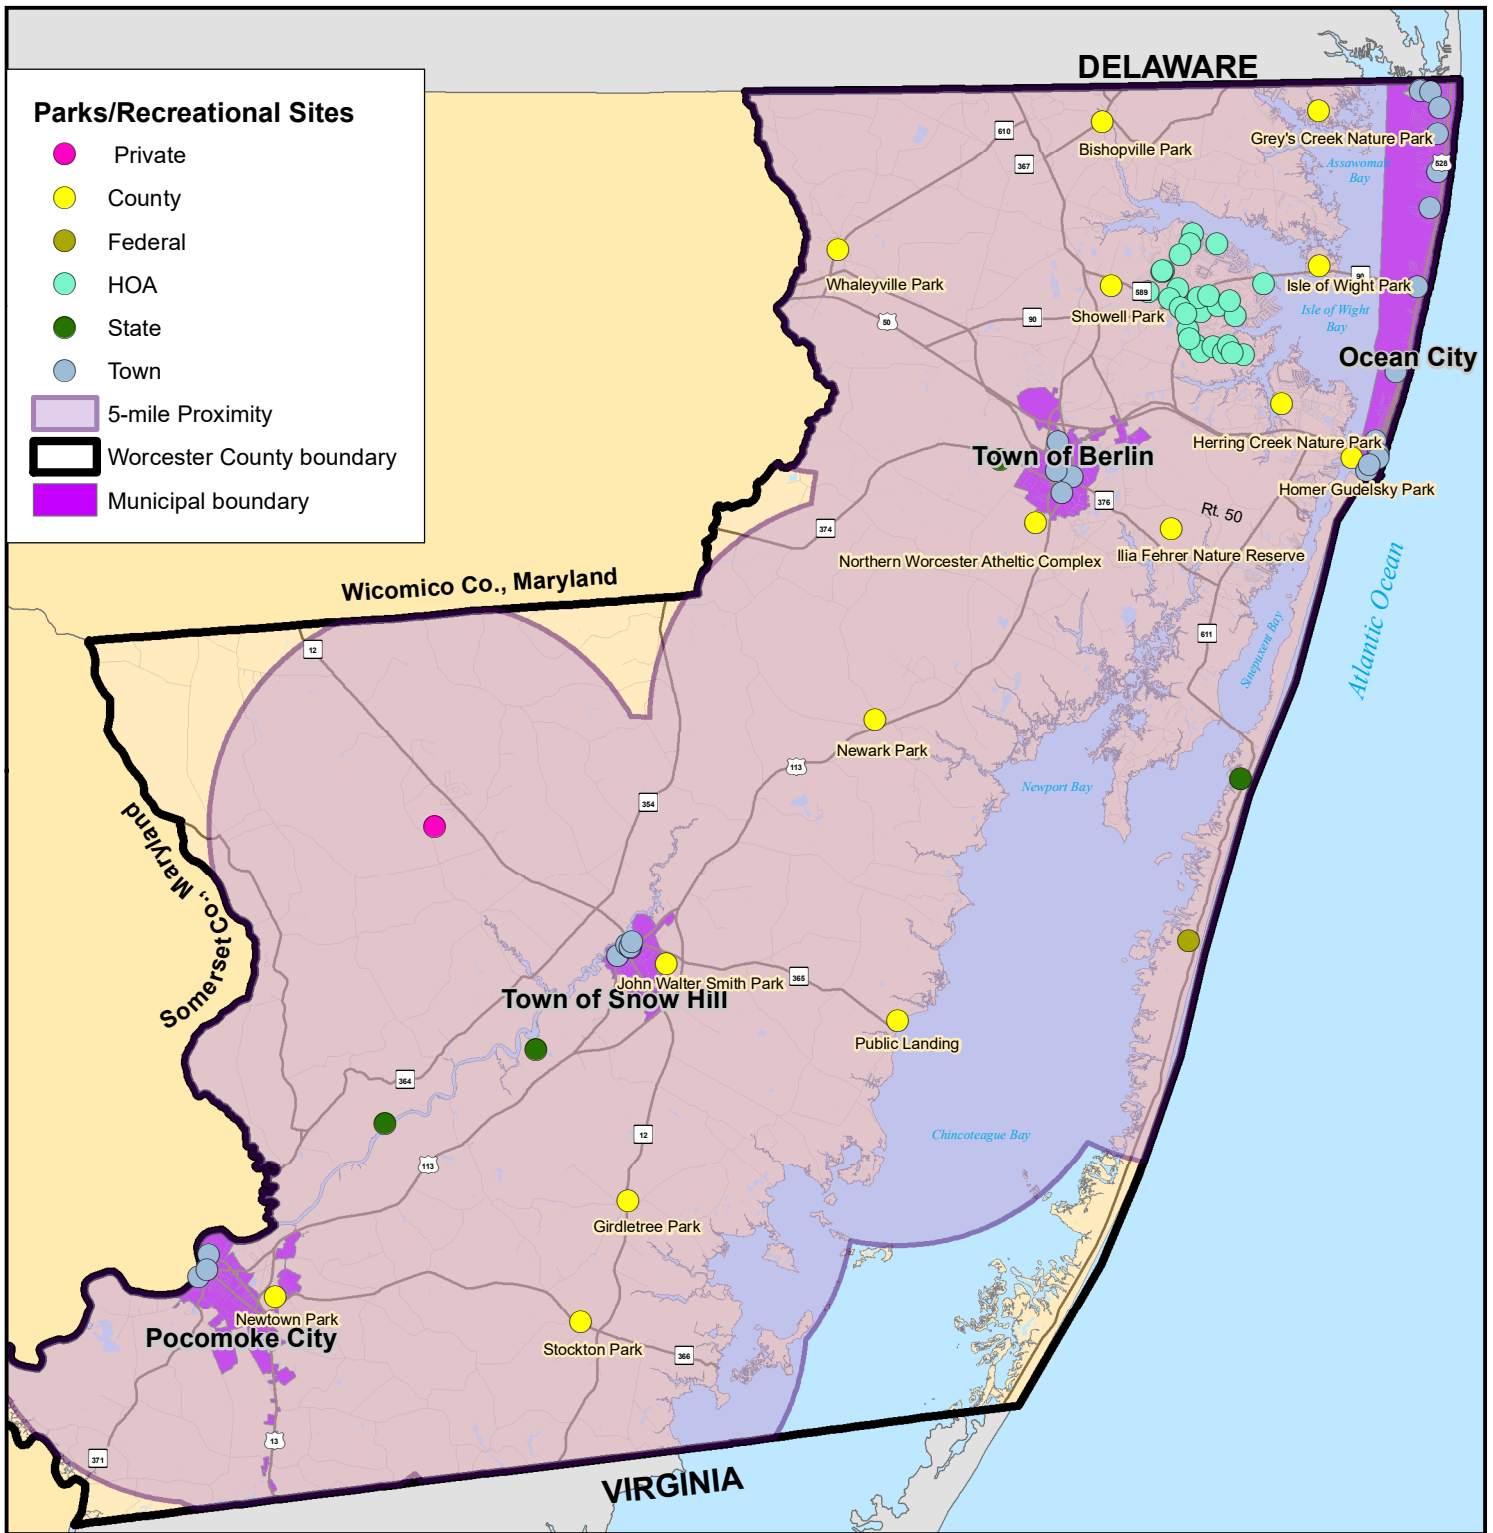 DELAWARE
Parks/Recreational Sites
Private
County
Federal
HOA
State
Town
5-mile Proximity
Worcester County boundary
Municipal boundary
610
367
Bishopville Park
Grey's Creek Nature Park
Assawoman
Bay
528
Whaleyville Park
50
90
589
Showell Park
90
Isle of Wight Park
Isle of Wight
Bay
Ocean City
Herring Creek Nature Park
Town of Berlin
Homer Gudelsky Park
376
Rt. 50
374
Northern Worcester Atheltic Complex
Ilia Fehrer Nature Reserve
Atlantic Ocean
Wicomico Co., Maryland
12
611
Sinepuxent Bay
Newark Park
113
Newport Bay
354
Somerset Co., Maryland
John Walter Smith Park
365
Town of Snow Hill
Public Landing
364
12
Chincoteague Bay
113
Girdletree Park
Newtown Park
Pocomoke City
Stockton Park
366
13
371
VIRGINIA